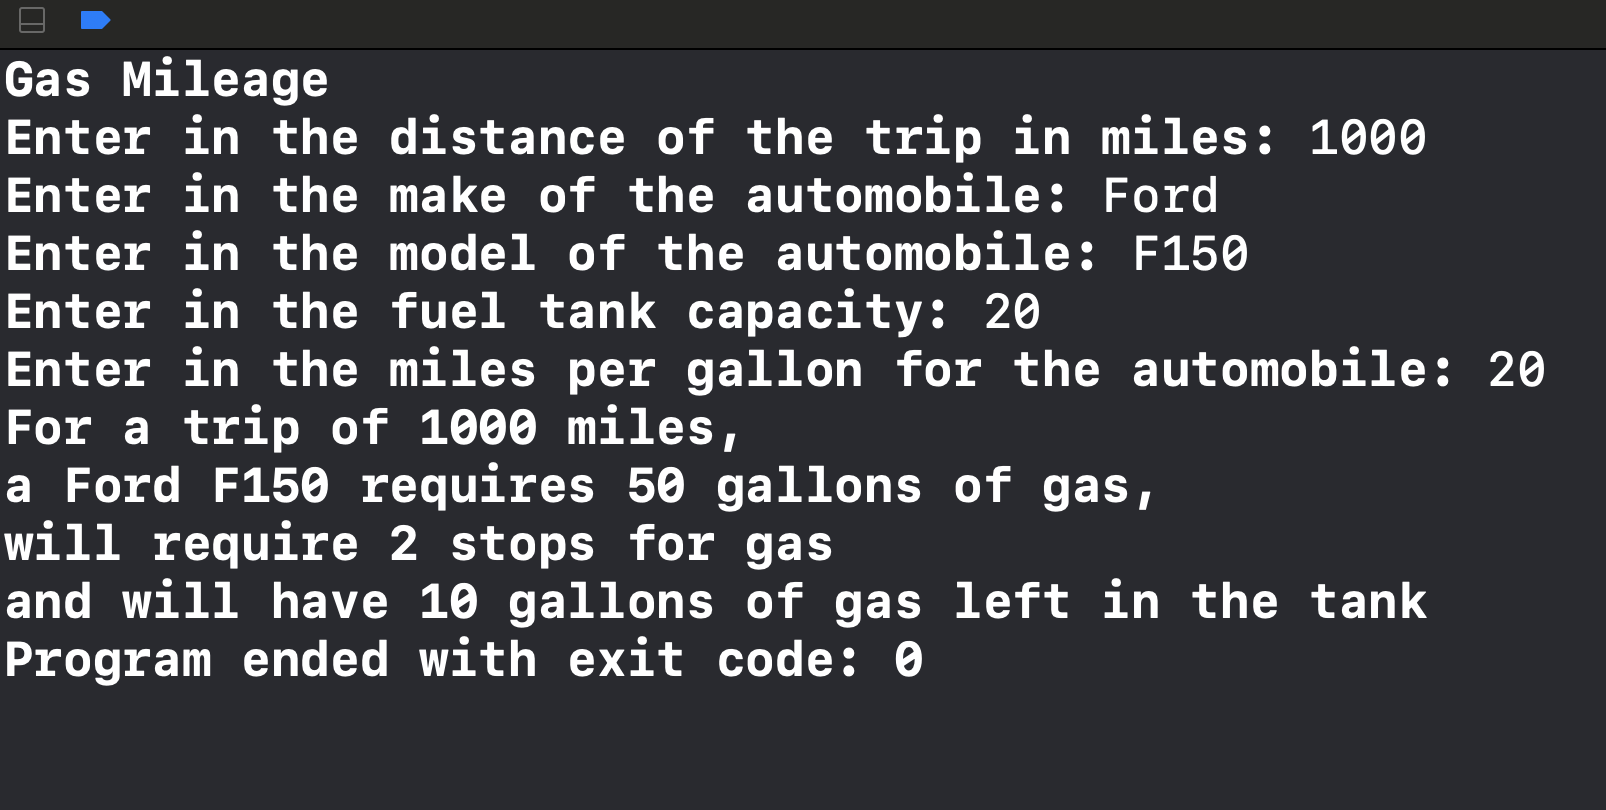 Gas Mileage
Enter in the distance of the trip in miles: 1000
Enter in the make of the automobile: Ford
Enter in the model of the automobile: F150
Enter in the fuel tank capacity: 20
Enter in the miles per gallon for the automobile: 20
For a trip of 1000 miles,
a Ford F150 requires 50 gallons of gas,
will require 2 stops for gas
and will have 10 gallons of gas left in the tank
Program ended with exit code: 0